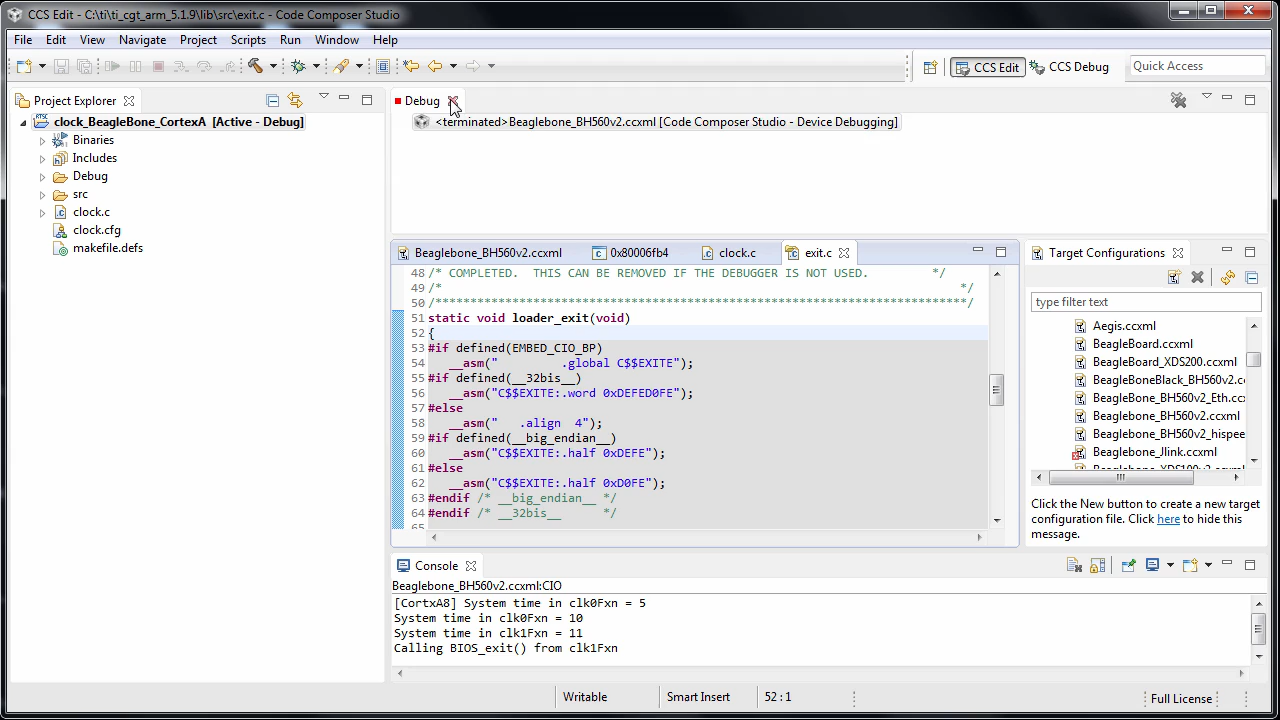 CCS Edit - C:\ti\ti_cgt_arm_5.1.9\lib\src\exit.c - Code Composer Studio
File Edit View Navigate Project Scripts Run Window Help
CCS Edit CCS Debug Quick Access
Project Explorer
clock_BeagleBone_CortexA [Active - Debug]
Binaries
Includes
Debug
src
clock.c
clock.cfg
makefile.defs
Debug
<terminated>Beaglebone_BH560v2.ccxml [Code Composer Studio - Device Debugging]
Beaglebone_BH560v2.ccxml 0x80006fb4 clock.c exit.c
48 /* COMPLETED. THIS CAN BE REMOVED IF THE DEBUGGER IS NOT USED. */
49 /* */
50 /****************************************************************************/
51 static void loader_exit(void)
52 {
53 #if defined(EMBED_CIO_BP)
54 __asm(" .global C$$EXITE");
55 #if defined(__32bis__)
56 __asm("C$$EXITE:.word 0xDEFED0FE");
57 #else
58 __asm(" .align 4");
59 #if defined(__big_endian__)
60 __asm("C$$EXITE:.half 0xDEFE");
61 #else
62 __asm("C$$EXITE:.half 0xD0FE");
63 #endif /* __big_endian__ */
64 #endif /* __32bis__ */
65
Target Configurations
type filter text
Aegis.ccxml
BeagleBoard.ccxml
BeagleBoard_XDS200.ccxml
BeagleBoneBlack_BH560v2.cc
BeagleBone_BH560v2_Eth.ccx
Beaglebone_BH560v2.ccxml
Beaglebone_BH560v2_hispee
Beaglebone_Jlink.ccxml
Beaglebone_XDS100v2.ccxml
Click the New button to create a new target
configuration file. Click here to hide this
message.
Console
Beaglebone_BH560v2.ccxml:CIO
[CortxA8] System time in clk0Fxn = 5
System time in clk0Fxn = 10
System time in clk1Fxn = 11
Calling BIOS_exit() from clk1Fxn
Writable Smart Insert 52 : 1 Full License